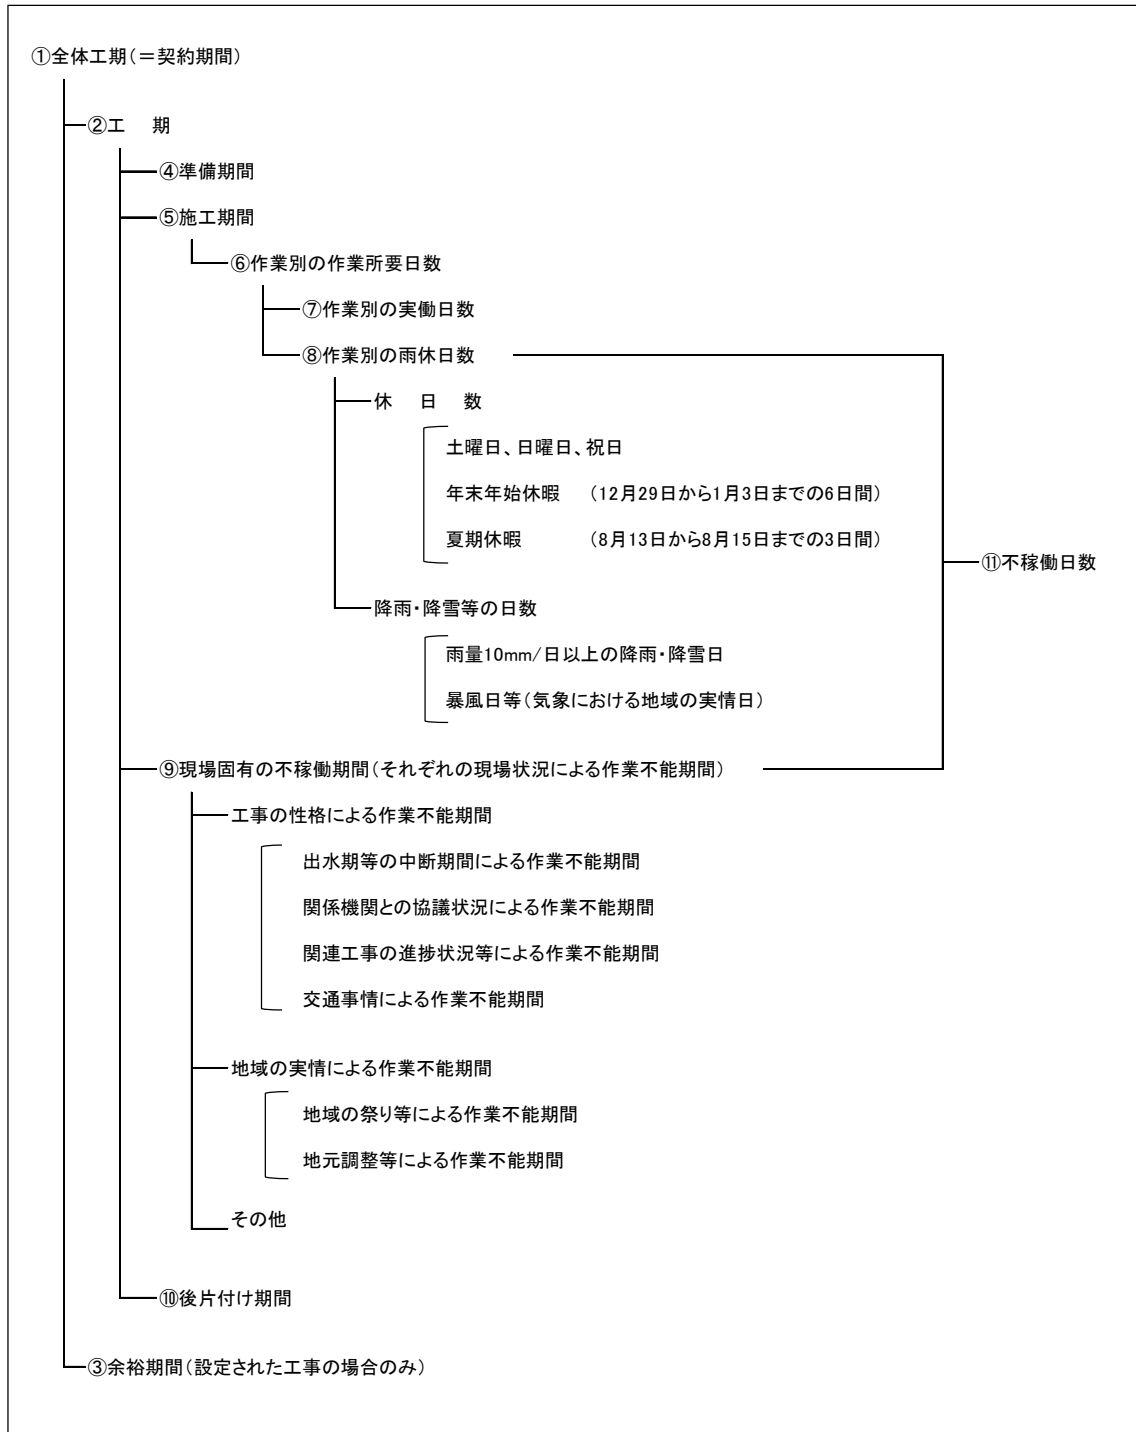 ①全体工期(=契約期間)
②工 期
④準備期間
⑤施工期間
⑥作業別の作業所要日数
⑦作業別の実働日数
⑧作業別の雨休日数
休 日 数
土曜日、日曜日、祝日
年末年始休暇 (12月29日から1月3日までの6日間)
夏期休暇 (8月13日から8月15日までの3日間)
⑪不稼働日数
降雨・降雪等の日数
雨量10mm/日以上の降雨・降雪日
暴風日等(気象における地域の実情日)
⑨現場固有の不稼働期間(それぞれの現場状況による作業不能期間)
工事の性格による作業不能期間
出水期等の中断期間による作業不能期間
関係機関との協議状況による作業不能期間
関連工事の進捗状況等による作業不能期間
交通事情による作業不能期間
地域の実情による作業不能期間
地域の祭り等による作業不能期間
地元調整等による作業不能期間
その他
⑩後片付け期間
③余裕期間(設定された工事の場合のみ)